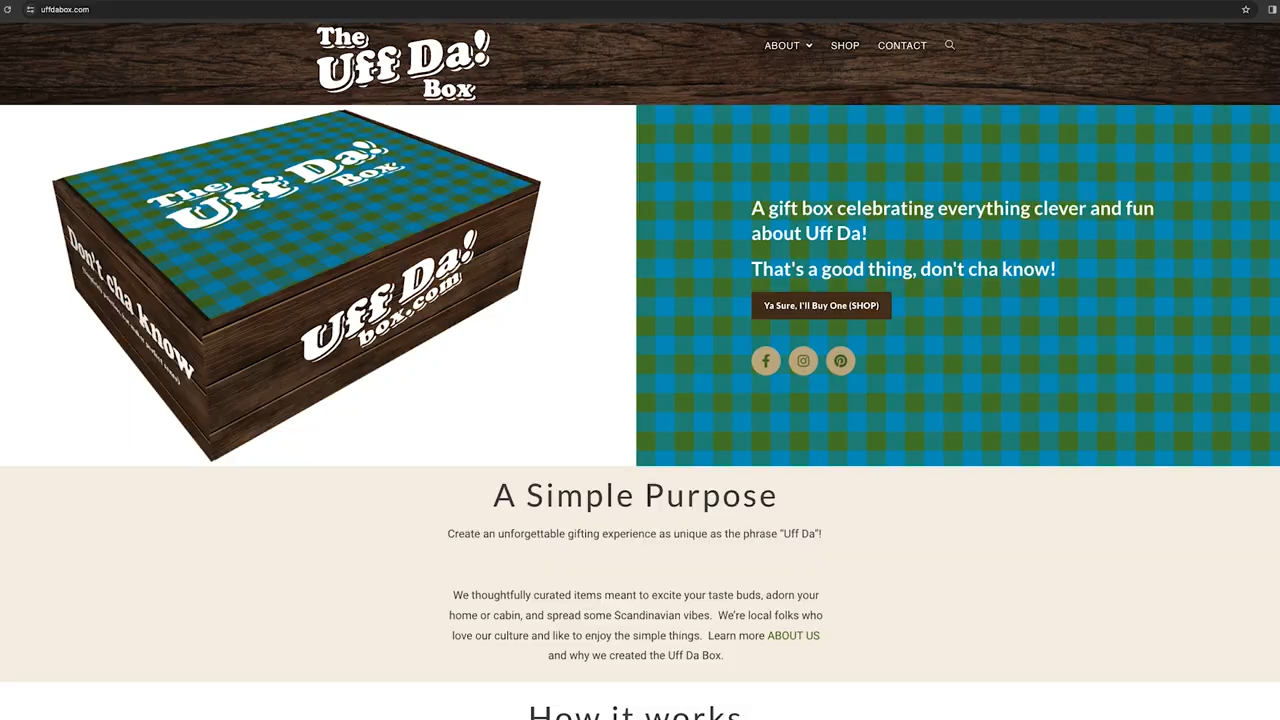 uffdabox.com
The
Uff Da!
Box
ABOUT
SHOP
CONTACT
The
Uff Da!
Box
Don't cha know
Uff Da!
box.com
A gift box celebrating everything clever and fun
about Uff Da!
That's a good thing, don't cha know!
Ya Sure, I'll Buy One (SHOP)
A Simple Purpose
Create an unforgettable gifting experience as unique as the phrase “Uff Da”!
We thoughtfully curated items meant to excite your taste buds, adorn your
home or cabin, and spread some Scandinavian vibes. We’re local folks who
love our culture and like to enjoy the simple things. Learn more ABOUT US
and why we created the Uff Da Box.
How it works